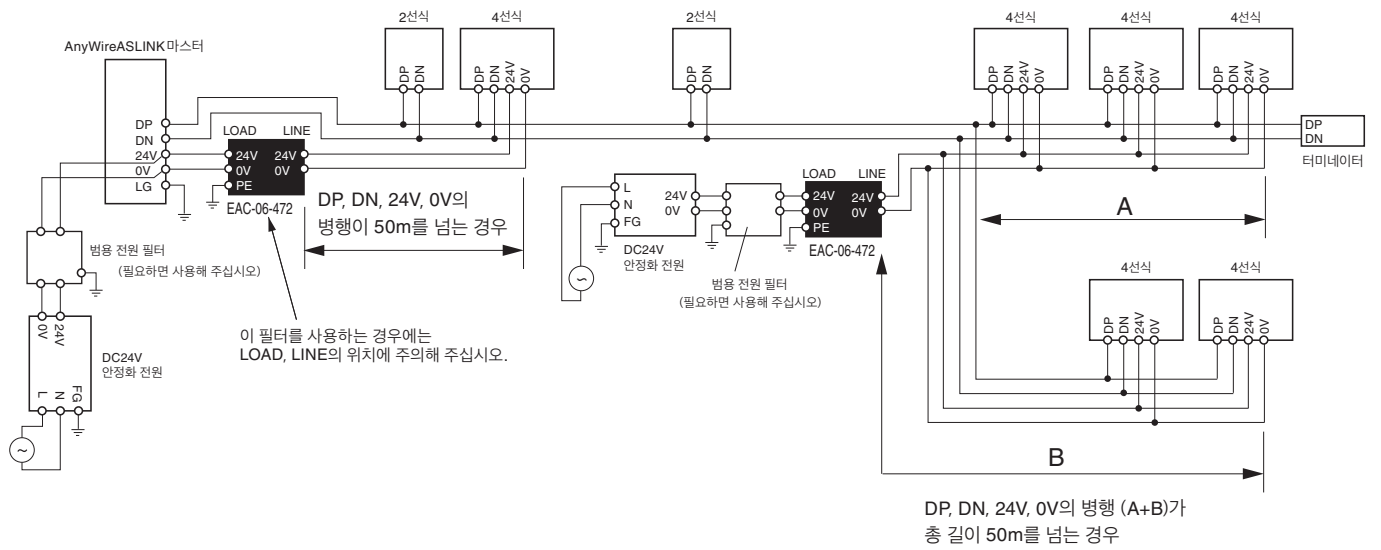 2선식
4선식
2선식
4선식
4선식
4선식
AnyWireASLINK마스터
DP
DN
DP
DN
24V
0V
DP
DN
DP
DN
24V
0V
DP
DN
24V
0V
DP
DN
24V
0V
DP
DN
24V
0V
LG
LOAD LINE
24V 24V
0V 0V
PE
EAC-06-472
DP
DN
터미네이터
DP, DN, 24V, 0V의
병행이 50m를 넘는 경우
L
N
FG
24V
0V
DC24V
안정화 전원
LOAD LINE
24V 24V
0V 0V
PE
EAC-06-472
A
범용 전원 필터
(필요하면 사용해 주십시오)
범용 전원 필터
(필요하면 사용해 주십시오)
4선식
4선식
DP
DN
24V
0V
DP
DN
24V
0V
0V
24V
L
N
FG
DC24V
안정화 전원
이 필터를 사용하는 경우에는
LOAD, LINE의 위치에 주의해 주십시오.
~
~
B
DP, DN, 24V, 0V의 병행 (A+B)가
총 길이 50m를 넘는 경우